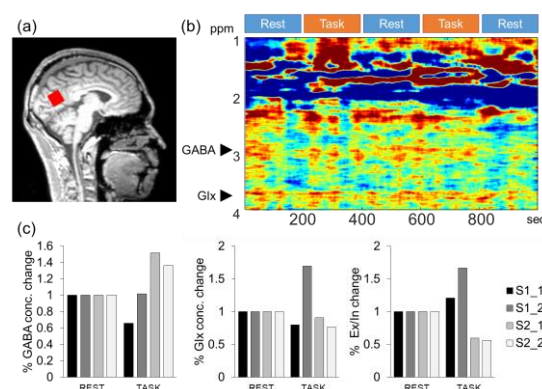 (a)
(b)
ppm
Rest Task Rest Task Rest
1
2
GABA
3
Glx
4
200 400 600 800 sec
(c)
% GABA conc. change
1.6
1.4
1.2
1
0.8
0.6
0.4
0.2
0
REST TASK
% Glx conc. change
2
1.5
1
0.5
0
REST TASK
% Ex/In change
2
1.5
1
0.5
0
REST TASK
S1_1
S1_2
S2_1
S2_2